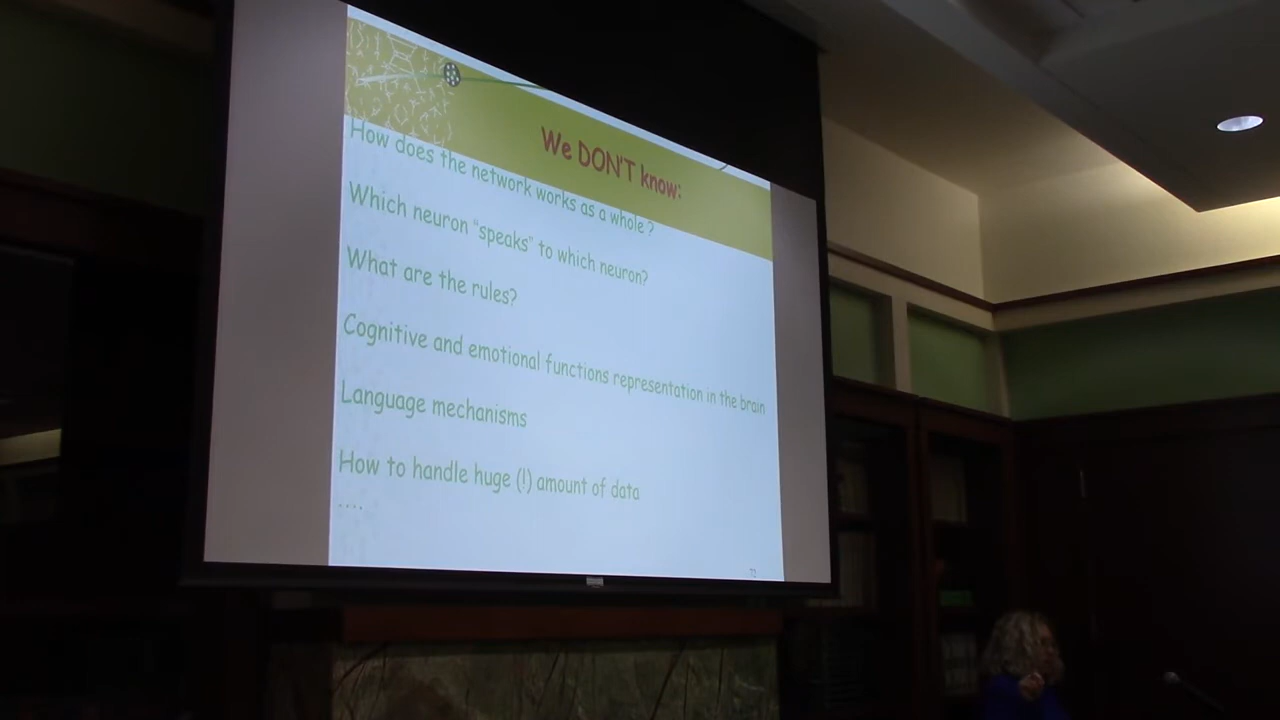 We DON'T know:
How does the network works as a whole?
Which neuron "speaks" to which neuron?
What are the rules?
Cognitive and emotional functions representation in the brain
Language mechanisms
How to handle huge (!) amount of data
....